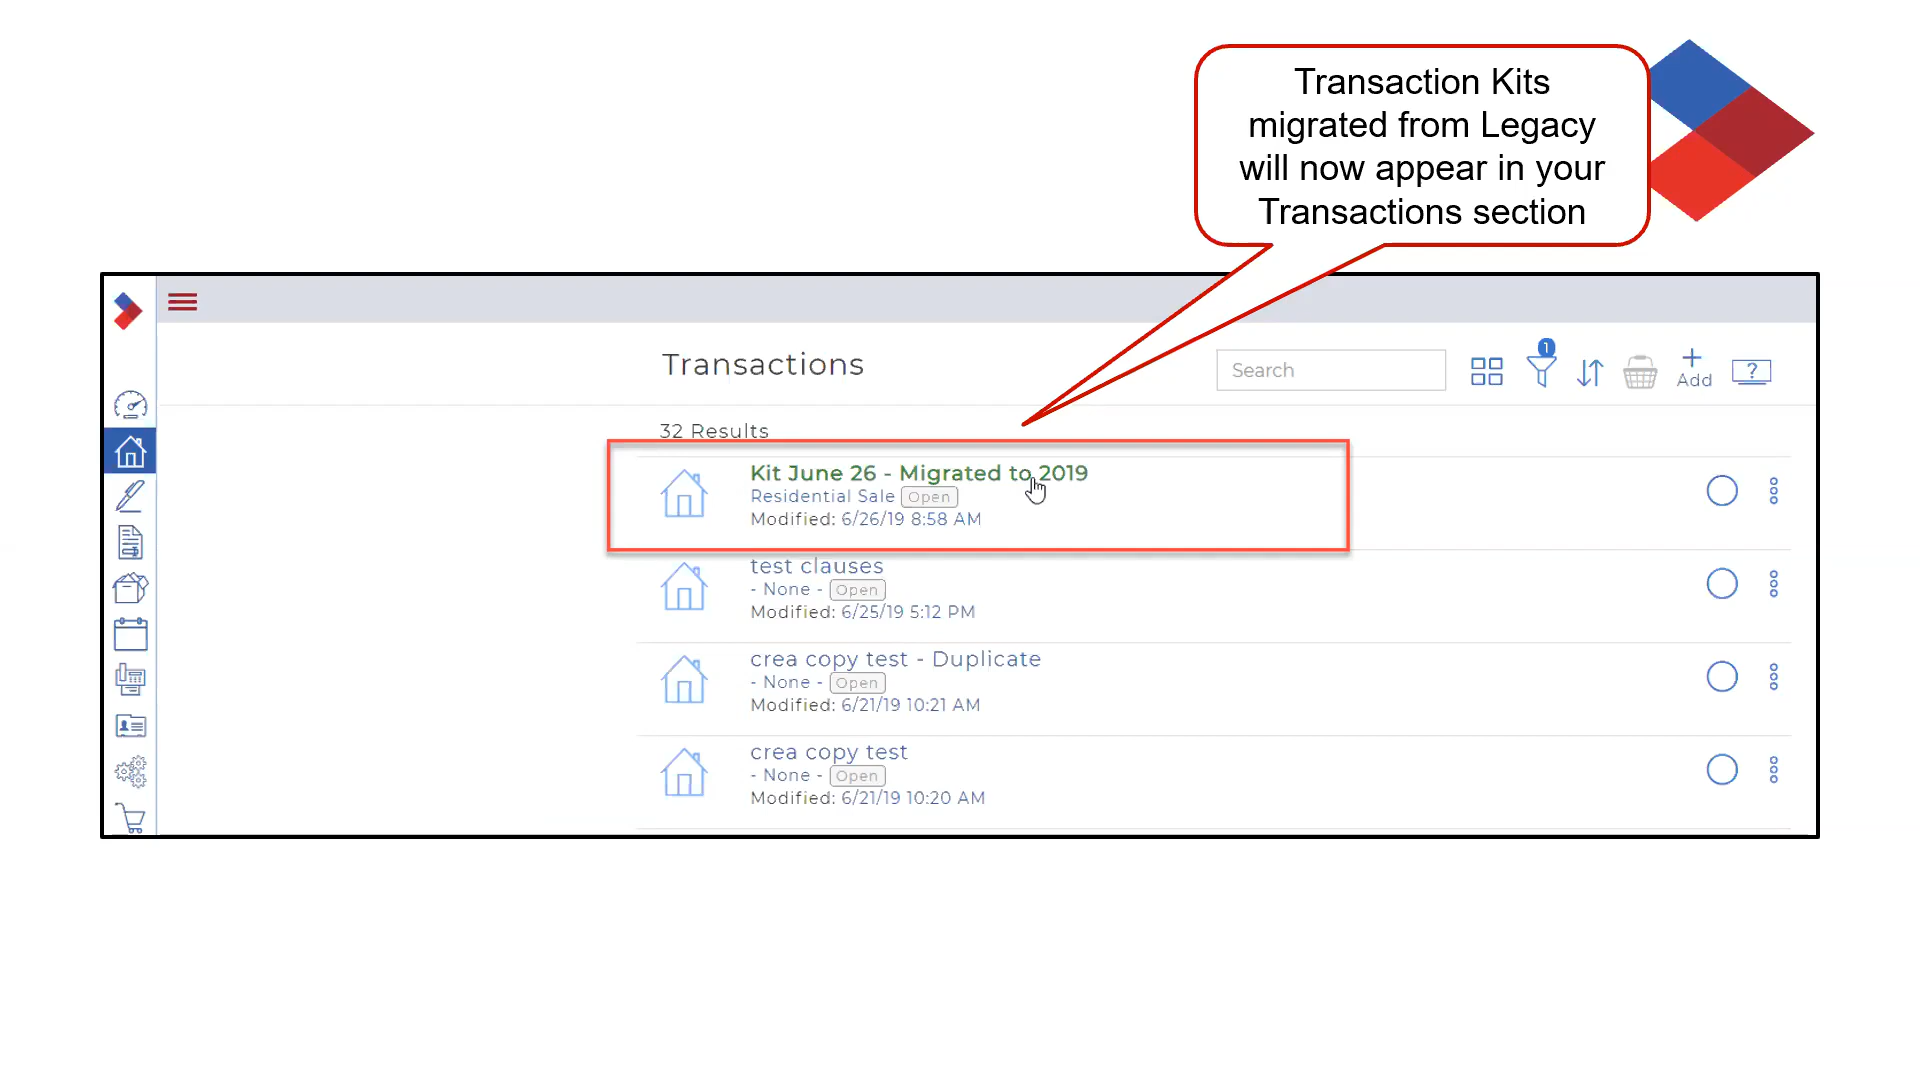 Transaction Kits
migrated from Legacy
will now appear in your
Transactions section
Transactions
Search
1
Add
?
32 Results
Kit June 26 - Migrated to 2019
Residential Sale Open
Modified: 6/26/19 8:58 AM
test clauses
- None - Open
Modified: 6/25/19 5:12 PM
crea copy test - Duplicate
- None - Open
Modified: 6/21/19 10:21 AM
crea copy test
- None - Open
Modified: 6/21/19 10:20 AM